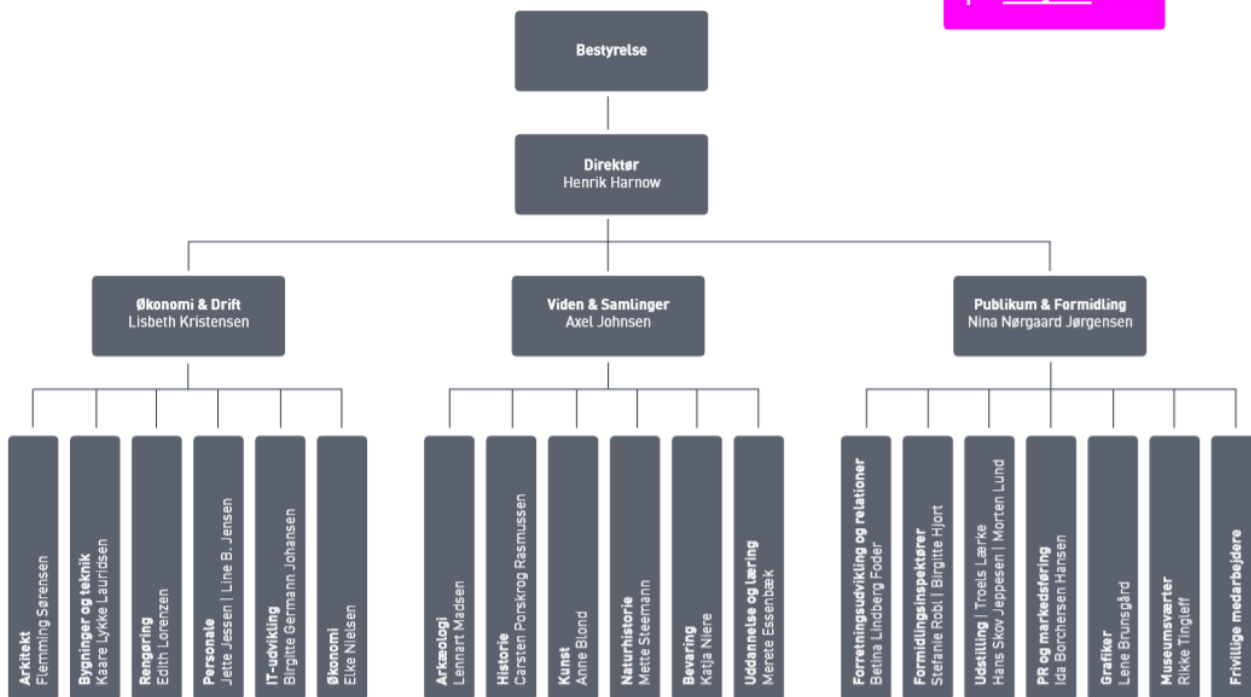 Bestyrelse
Direktør
Henrik Harnow
Økonomi & Drift
Lisbeth Kristensen
Viden & Samlinger
Axel Johnsen
Publikum & Formidling
Nina Nørgaard Jørgensen
Arkitekt
Flemming Sørensen
Bygninger og teknik
Kaare Lykke Lauridsen
Rengøring
Edith Lorenzen
Personale
Jette Jessen | Line B. Jensen
IT-udvikling
Birgitte Germann Johansen
Økonomi
Elke Nielsen
Arkæologi
Lennart Madsen
Historie
Carsten Porskrog Rasmussen
Kunst
Anne Blond
Naturhistorie
Mette Steemann
Bevaring
Katja Niere
Uddannelse og læring
Merete Essenbæk
Forretningsudvikling og relationer
Betina Lindberg Foder
Formidlingsinspektører
Stefanie Robl | Birgitte Hjort
Udstilling | Troels Lærke
Hans Skov Jeppesen | Morten Lund
PR og markedsføring
Ida Borchersen Hansen
Grafiker
Lene Brunsgård
Museumsværter
Rikke Tingleff
Frivillige medarbejdere